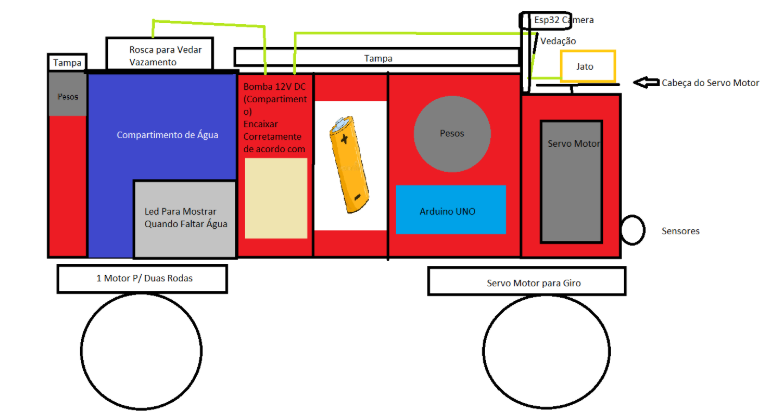 Esp32 Camera
Rosca para Vedar
Vazamento
Vedação
Tampa
Tampa
Jato
Cabeça do Servo Motor
Pesos
Bomba 12V DC
(Compartiment
o)
Encaixar
Corretamente
de acordo com
Compartimento de Água
Pesos
Servo Motor
Led Para Mostrar
Quando Faltar Água
Arduino UNO
Sensores
1 Motor P/ Duas Rodas
Servo Motor para Giro